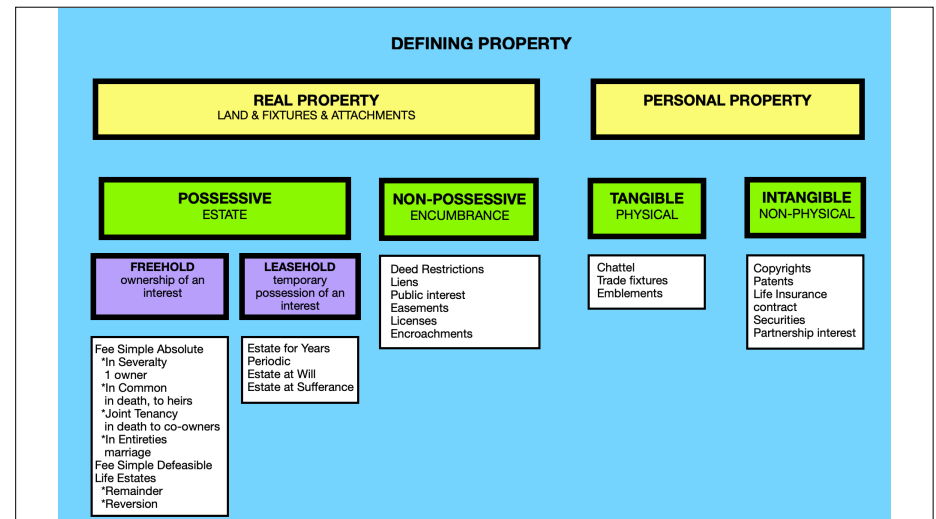 DEFINING PROPERTY
REAL PROPERTY
LAND & FIXTURES & ATTACHMENTS
PERSONAL PROPERTY
POSSESSIVE
ESTATE
NON-POSSESSIVE
ENCUMBRANCE
TANGIBLE
PHYSICAL
INTANGIBLE
NON-PHYSICAL
FREEHOLD
ownership of an
interest
LEASEHOLD
temporary
possession of an
interest
Deed Restrictions
Liens
Public interest
Easements
Licenses
Encroachments
Chattel
Trade fixtures
Emblements
Copyrights
Patents
Life Insurance
contract
Securities
Partnership interest
Fee Simple Absolute
*In Severalty
1 owner
*In Common
in death, to heirs
*Joint Tenancy
in death to co-owners
*In Entireties
marriage
Fee Simple Defeasible
Life Estates
*Remainder
*Reversion
Estate for Years
Periodic
Estate at Will
Estate at Sufferance